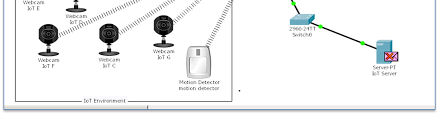 Webcam
IoT E
IoT D
Webcam
IoT F
Webcam
IoT C
Webcam
IoT G
Motion Detector
motion detector
IoT Environment
2960-24TT
Switch0
Server-PT
IoT Server